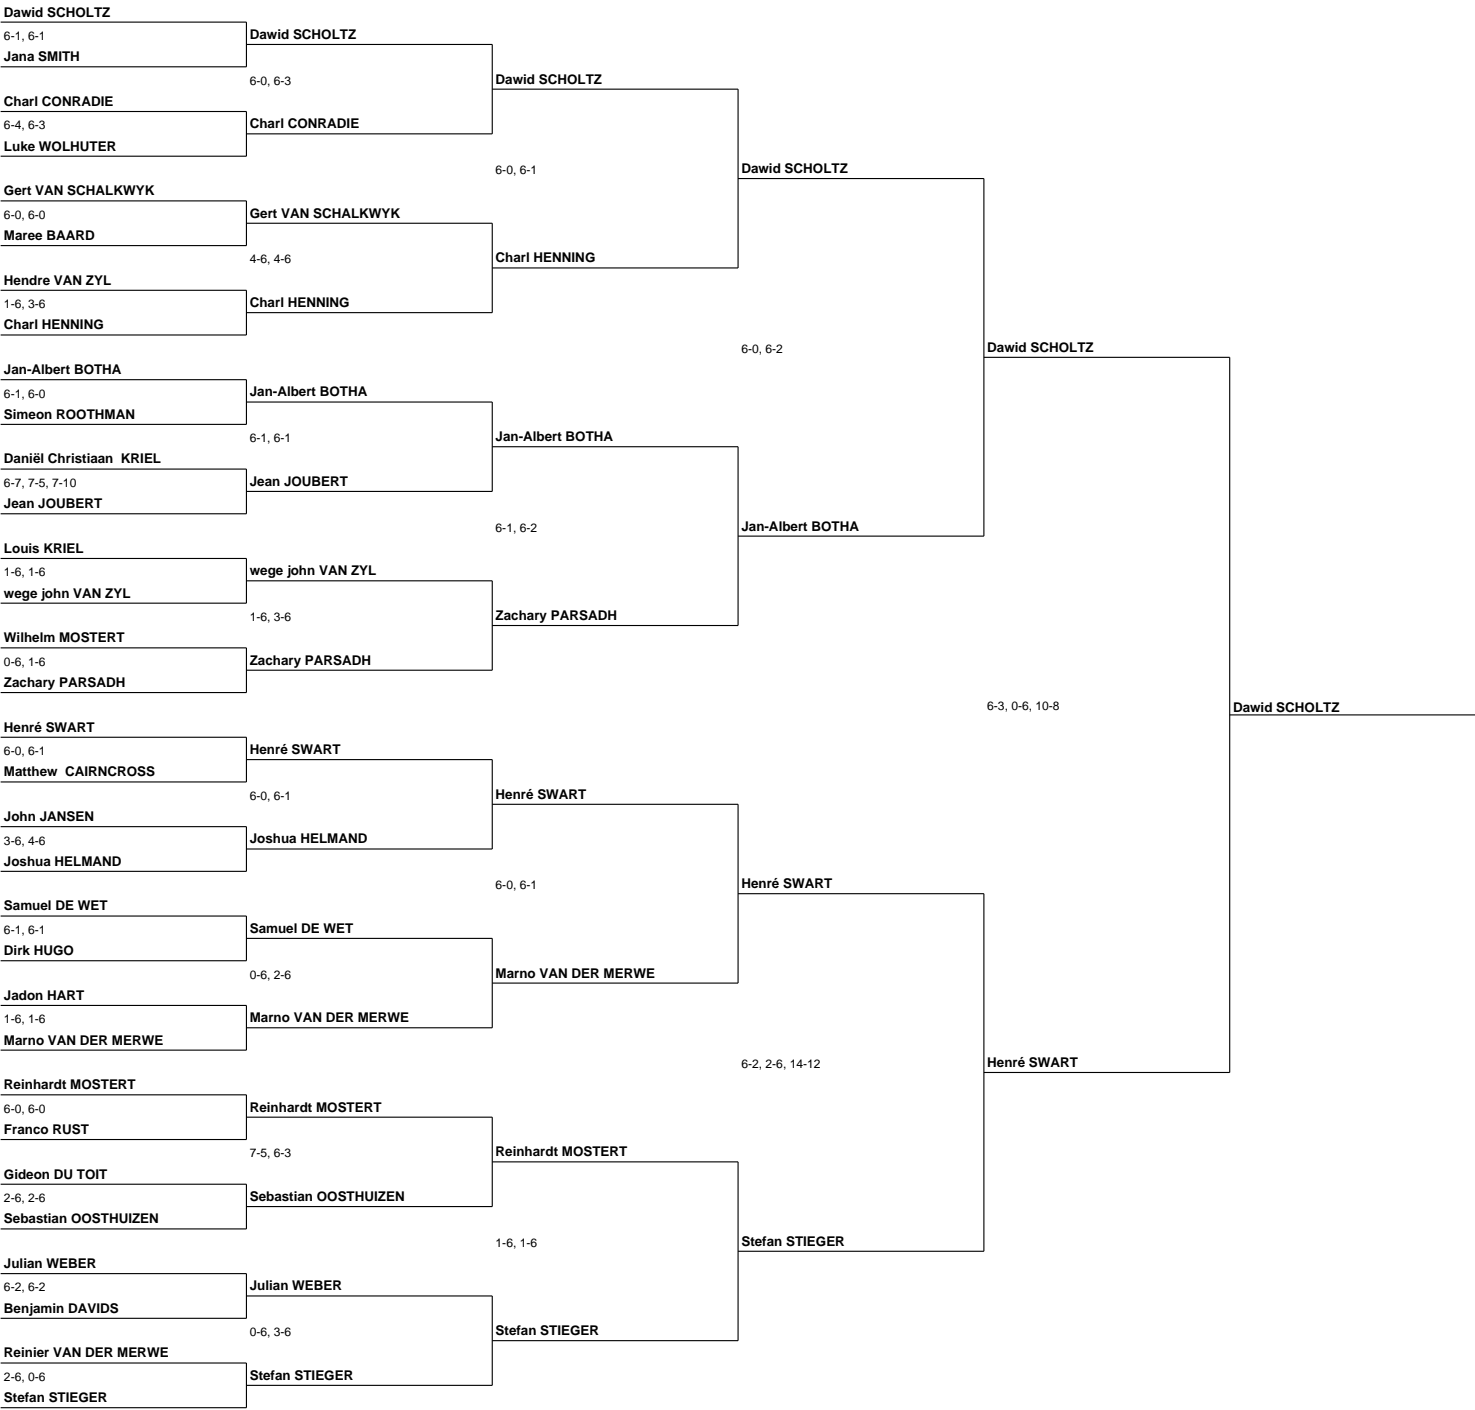 Dawid SCHOLTZ
6-1, 6-1
Jana SMITH
Charl CONRADIE
6-4, 6-3
Luke WOLHUTER
Gert VAN SCHALKWYK
6-0, 6-0
Maree BAARD
Hendre VAN ZYL
1-6, 3-6
Charl HENNING
Jan-Albert BOTHA
6-1, 6-0
Simeon ROOTHMAN
Daniël Christiaan  KRIEL
6-7, 7-5, 7-10
Jean JOUBERT
Louis KRIEL
1-6, 1-6
wege john VAN ZYL
Wilhelm MOSTERT
0-6, 1-6
Zachary PARSADH
Henré SWART
6-0, 6-1
Matthew  CAIRNCROSS
John JANSEN
3-6, 4-6
Joshua HELMAND
Samuel DE WET
6-1, 6-1
Dirk HUGO
Jadon HART
1-6, 1-6
Marno VAN DER MERWE
Reinhardt MOSTERT
6-0, 6-0
Franco RUST
Gideon DU TOIT
2-6, 2-6
Sebastian OOSTHUIZEN
Julian WEBER
6-2, 6-2
Benjamin DAVIDS
Reinier VAN DER MERWE
2-6, 0-6
Stefan STIEGER
Dawid SCHOLTZ
6-0, 6-3
Charl CONRADIE
Gert VAN SCHALKWYK
4-6, 4-6
Charl HENNING
Jan-Albert BOTHA
6-1, 6-1
Jean JOUBERT
wege john VAN ZYL
1-6, 3-6
Zachary PARSADH
Henré SWART
6-0, 6-1
Joshua HELMAND
Samuel DE WET
0-6, 2-6
Marno VAN DER MERWE
Reinhardt MOSTERT
7-5, 6-3
Sebastian OOSTHUIZEN
Julian WEBER
0-6, 3-6
Stefan STIEGER
Dawid SCHOLTZ
6-0, 6-1
Charl HENNING
Jan-Albert BOTHA
6-1, 6-2
Zachary PARSADH
Henré SWART
6-0, 6-1
Marno VAN DER MERWE
Reinhardt MOSTERT
1-6, 1-6
Stefan STIEGER
Dawid SCHOLTZ
6-0, 6-2
Jan-Albert BOTHA
Henré SWART
6-2, 2-6, 14-12
Stefan STIEGER
Dawid SCHOLTZ
6-3, 0-6, 10-8
Henré SWART
Dawid SCHOLTZ